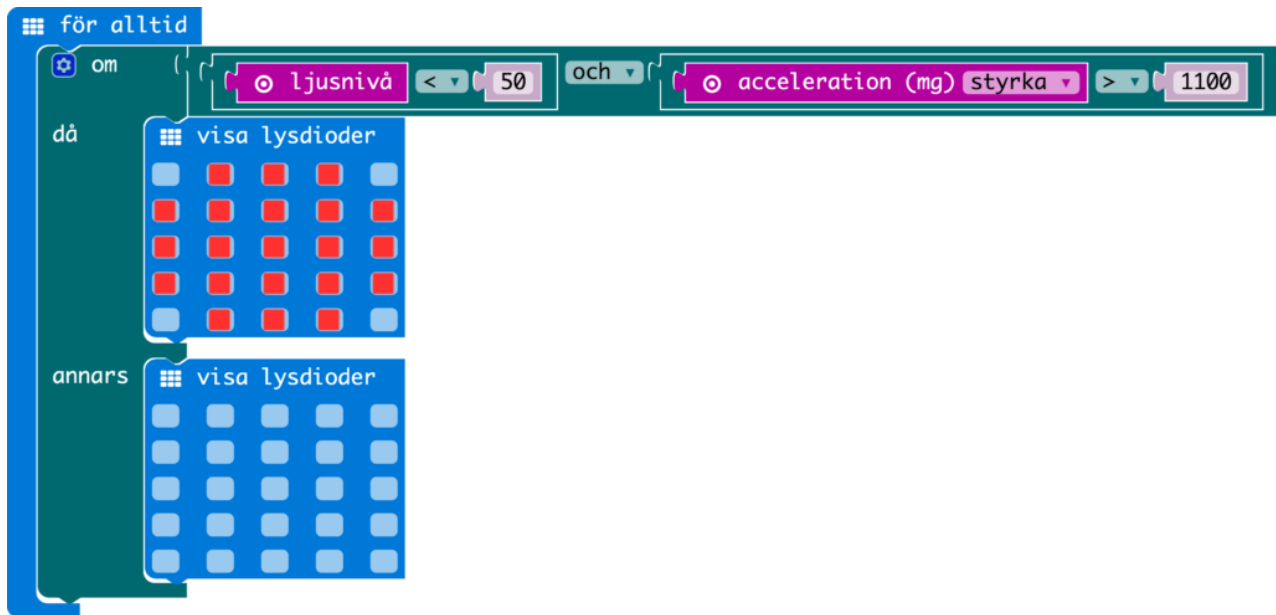 för alltid
om ljusnivå < 50 och acceleration (mg) styrka > 1100
då visa lysdioder
annars visa lysdioder